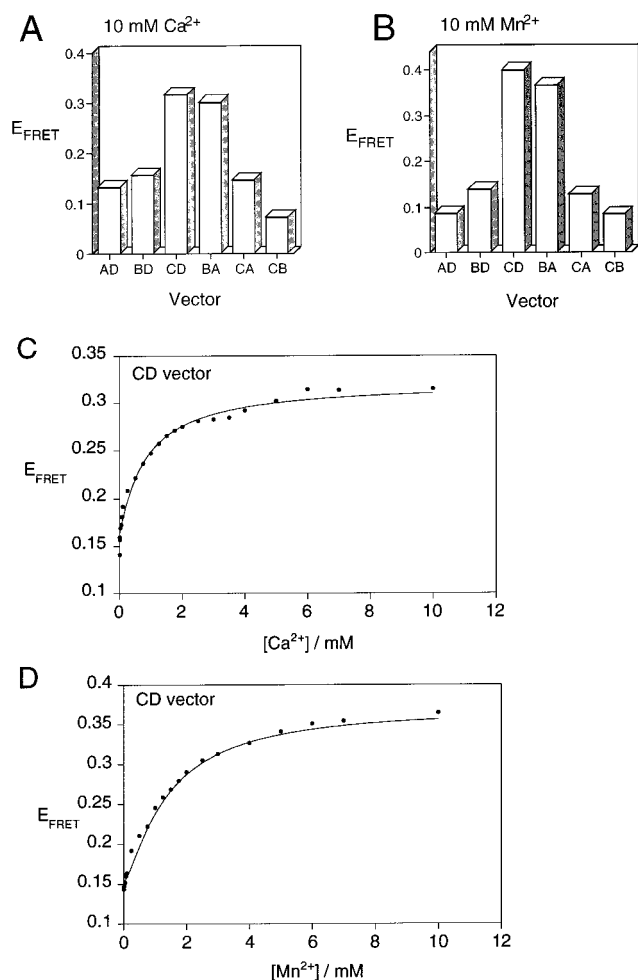 A
10 mM Ca²⁺
0.4
0.3
E_FRET
0.2
0.1
0
AD BD CD BA CA CB
Vector
B
10 mM Mn²⁺
0.4
0.3
E_FRET
0.2
0.1
0
AD BD CD BA CA CB
Vector
C
0.35
CD vector
0.3
0.25
E_FRET
0.2
0.15
0.1
0 2 4 6 8 10 12
[Ca²⁺] / mM
D
0.4
CD vector
0.35
0.3
E_FRET
0.25
0.2
0.15
0.1
0 2 4 6 8 10 12
[Mn²⁺] / mM